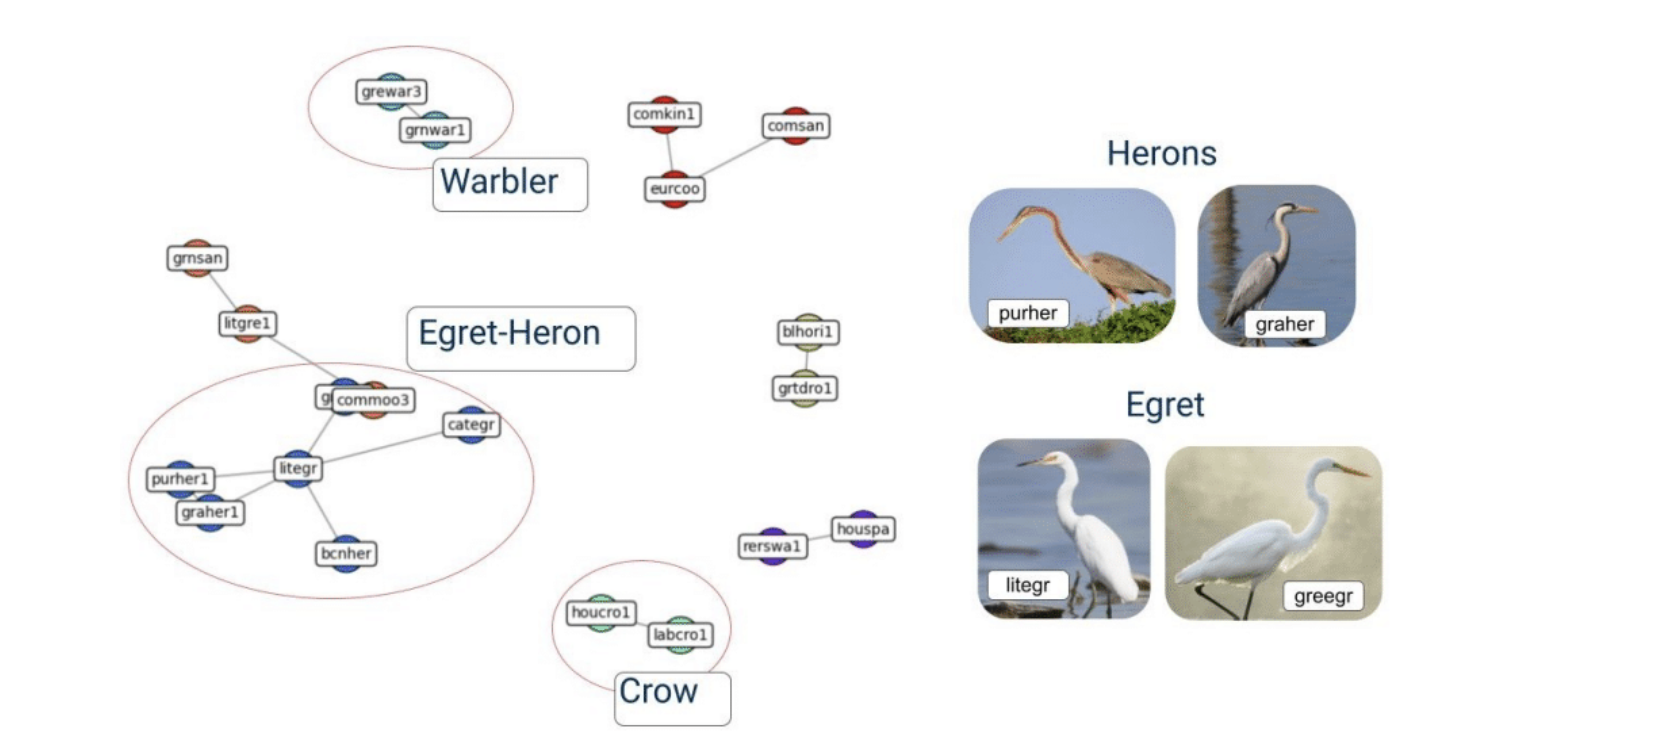 grewar3
grnwar1
Warbler
comkin1
comsan
eurcoo
grnsan
litgre1
Egret-Heron
commoo3
categr
litegr
purher1
graher1
bcnher
blhori1
grtdro1
rerswa1
houspa
houcro1
labcro1
Crow
Herons
purher
graher
Egret
litegr
greegr